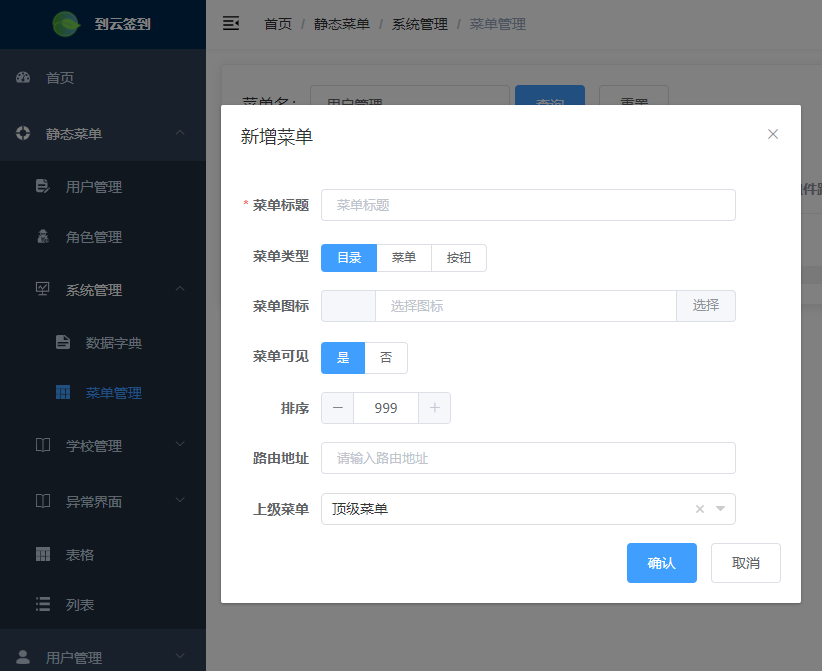 到云签到
首页 / 静态菜单 / 系统管理 / 菜单管理
首页
静态菜单
用户管理
角色管理
系统管理
数据字典
菜单管理
学校管理
异常界面
表格
列表
用户管理
菜单名： 用户管理 查询 重置
新增菜单
* 菜单标题 菜单标题
菜单类型 目录 菜单 按钮
菜单图标 选择图标 选择
菜单可见 是 否
排序 − 999 +
路由地址 请输入路由地址
上级菜单 顶级菜单
确认 取消